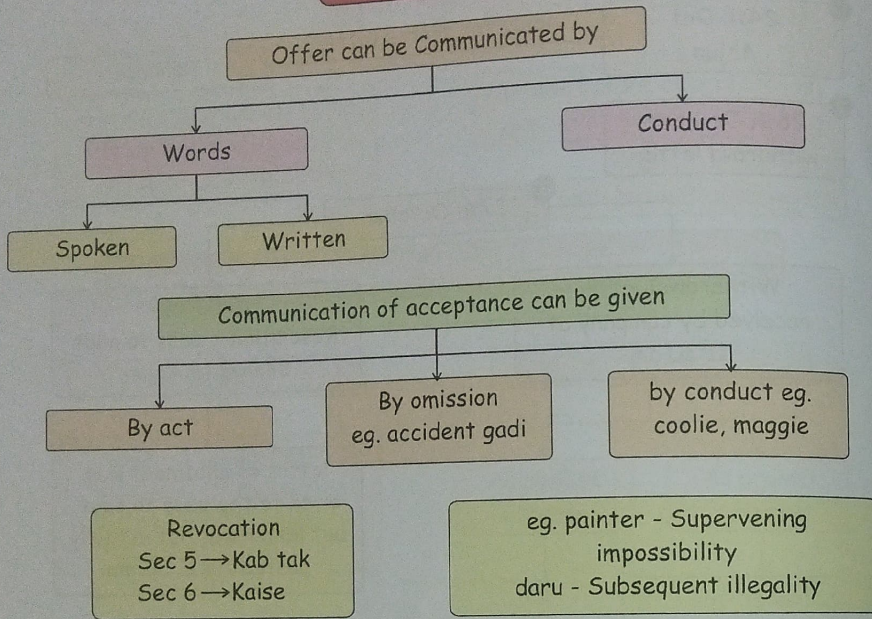 Offer can be Communicated by
Words
Conduct
Spoken
Written
Communication of acceptance can be given
By act
By omission
eg. accident gadi
by conduct eg.
coolie, maggie
Revocation
Sec 5→Kab tak
Sec 6→Kaise
eg. painter - Supervening
impossibility
daru - Subsequent illegality